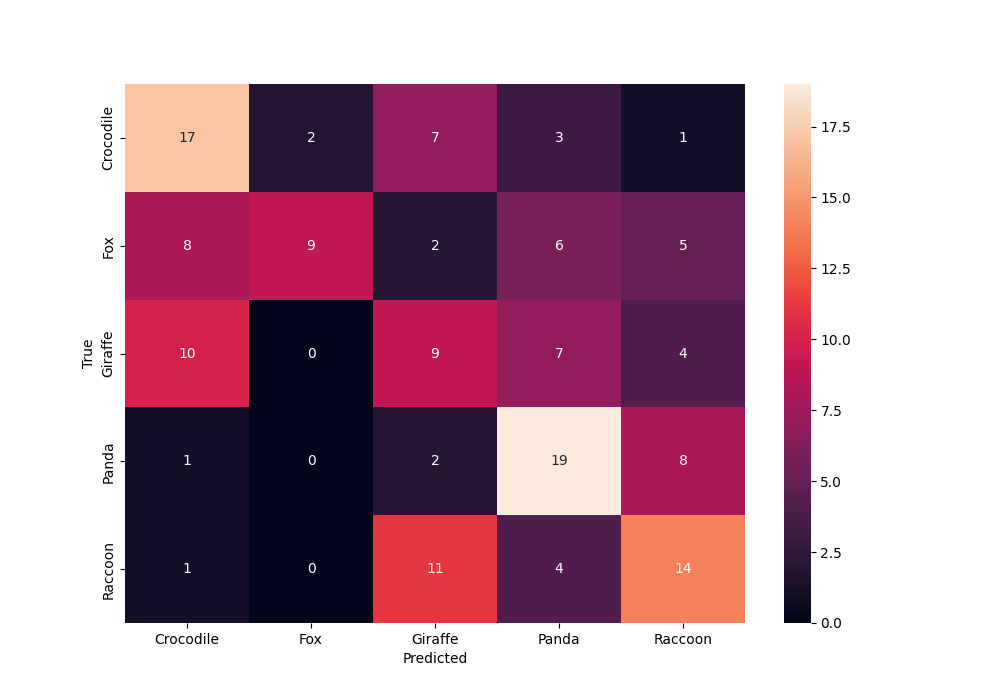 Crocodile 17 2 7 3 1
Fox 8 9 2 6 5
Giraffe 10 0 9 7 4
Panda 1 0 2 19 8
Raccoon 1 0 11 4 14
True
Crocodile Fox Giraffe Panda Raccoon
Predicted
17.5
15.0
12.5
10.0
7.5
5.0
2.5
0.0